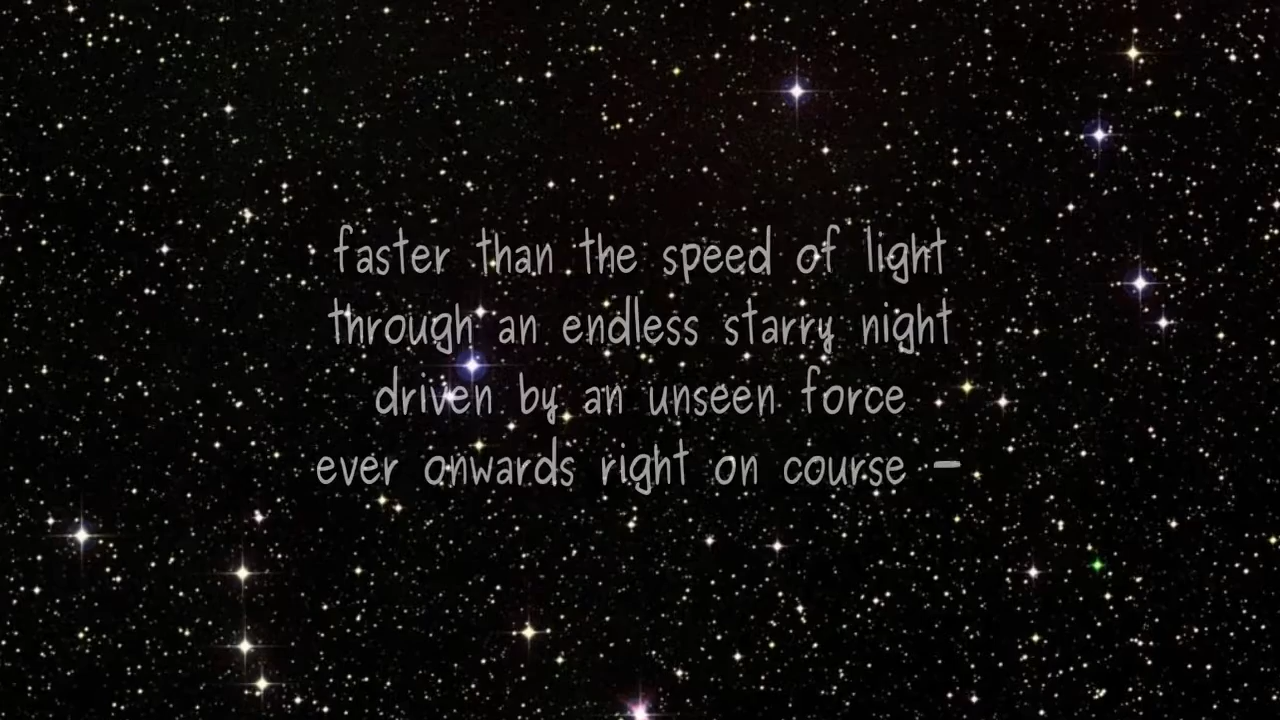 faster than the speed of light
through an endless starry night
driven by an unseen force
ever onwards right on course –